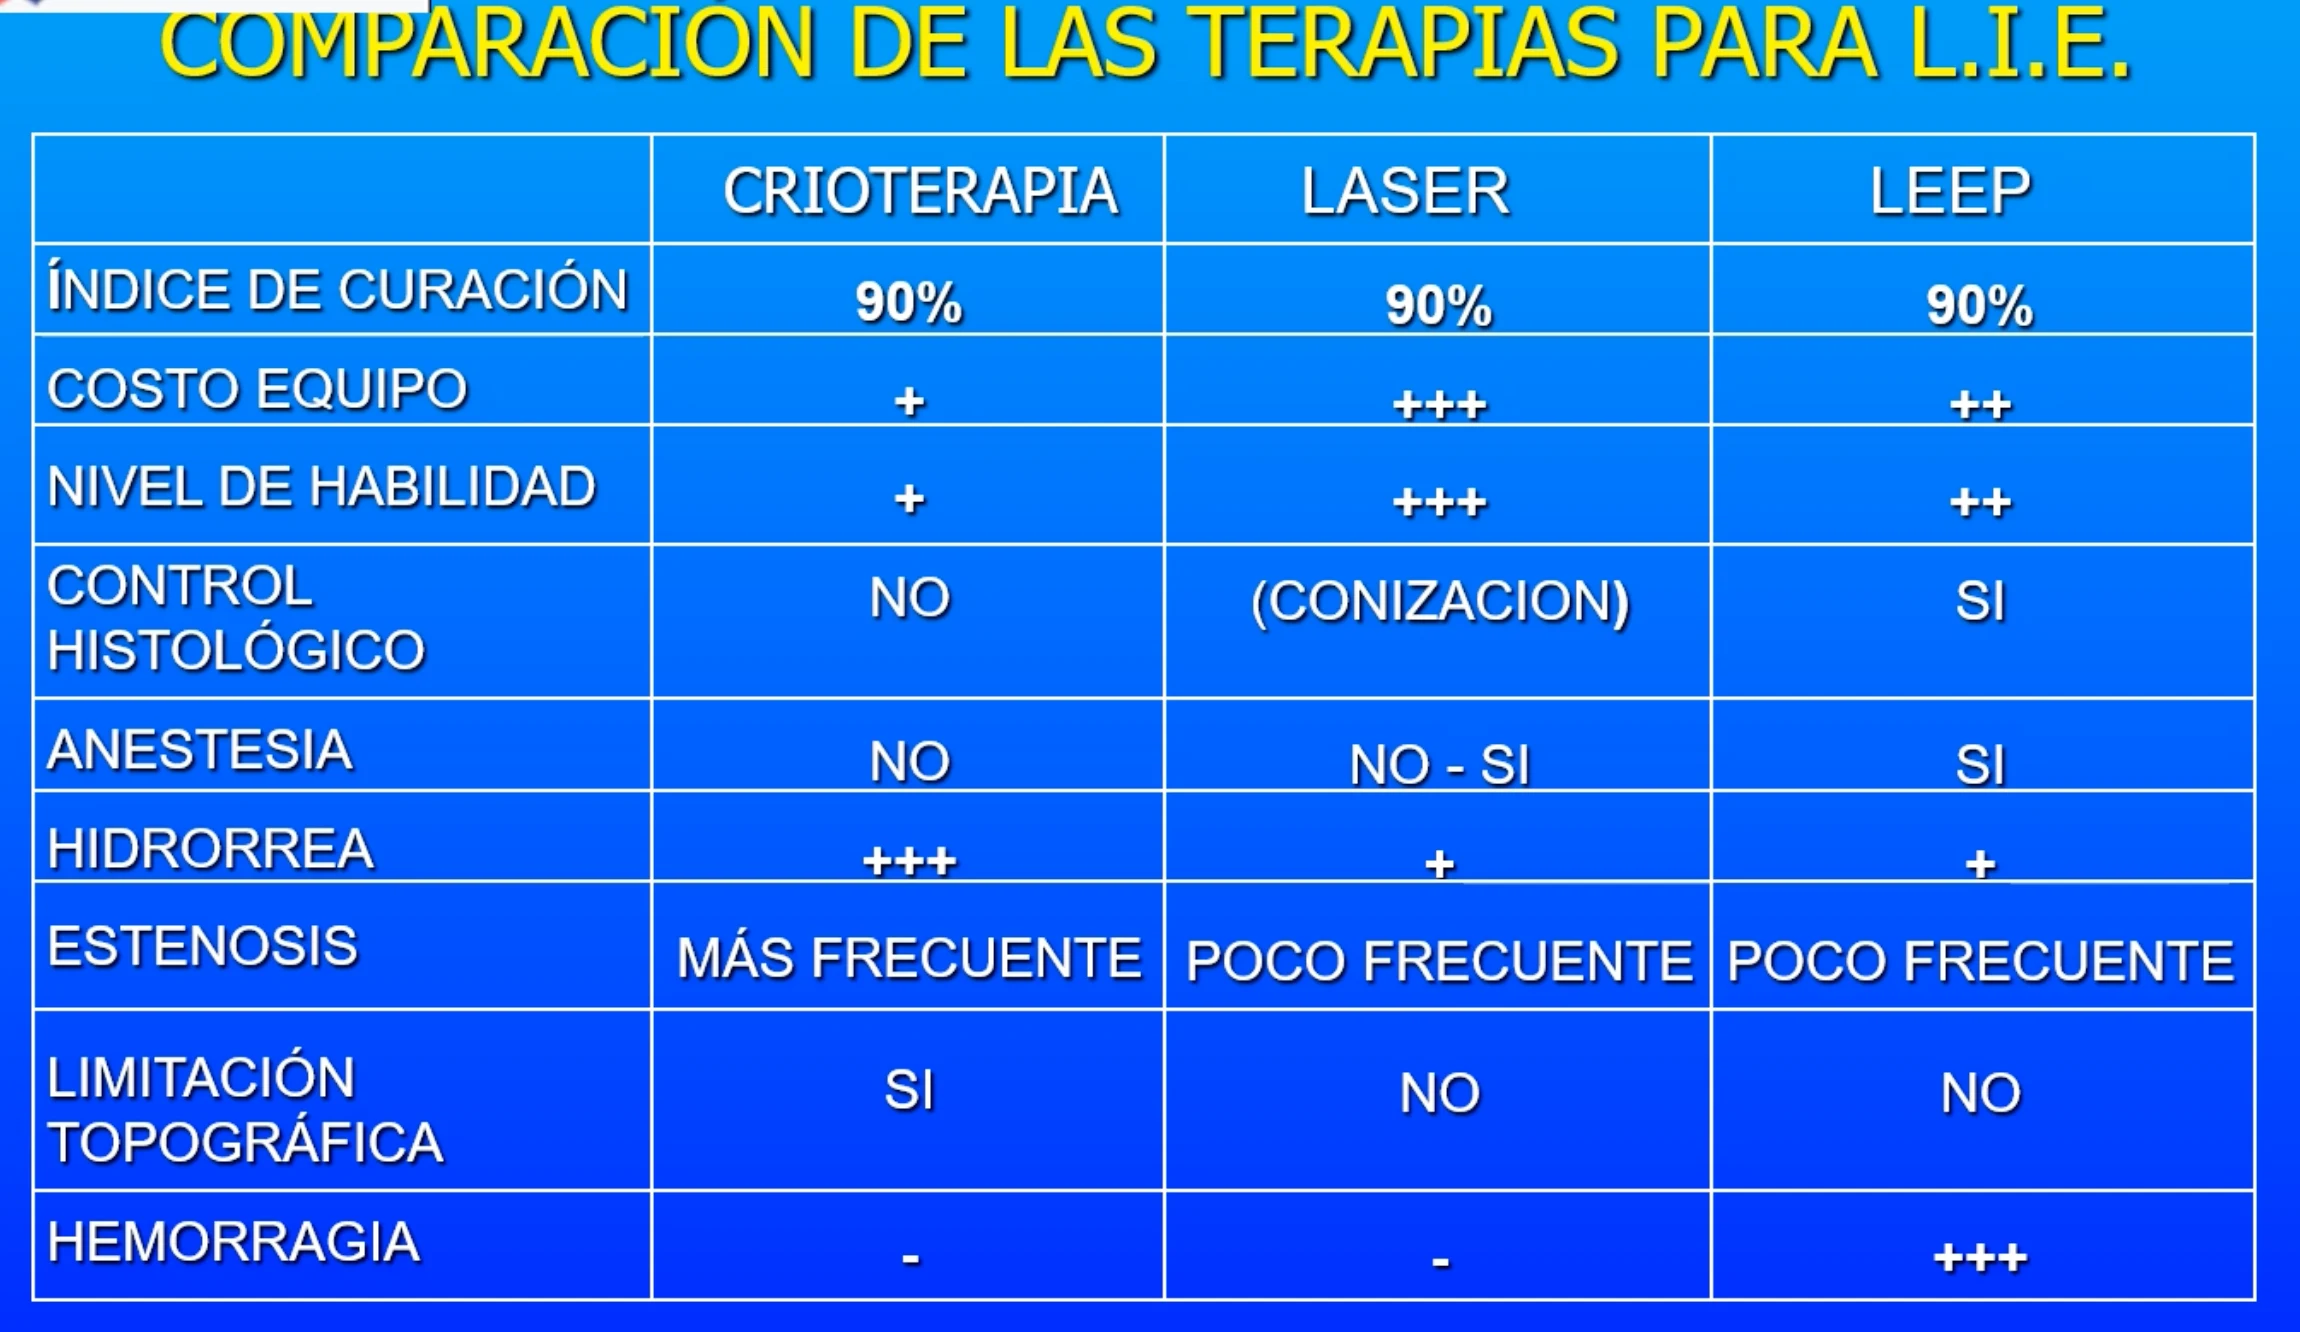 COMPARACIÓN DE LAS TERAPIAS PARA L.I.E.
CRIOTERAPIA LASER LEEP
ÍNDICE DE CURACIÓN 90% 90% 90%
COSTO EQUIPO + +++ ++
NIVEL DE HABILIDAD + +++ ++
CONTROL
HISTOLÓGICO NO (CONIZACION) SI
ANESTESIA NO NO - SI SI
HIDRORREA +++ + +
ESTENOSIS MÁS FRECUENTE POCO FRECUENTE POCO FRECUENTE
LIMITACIÓN
TOPOGRÁFICA SI NO NO
HEMORRAGIA - - +++